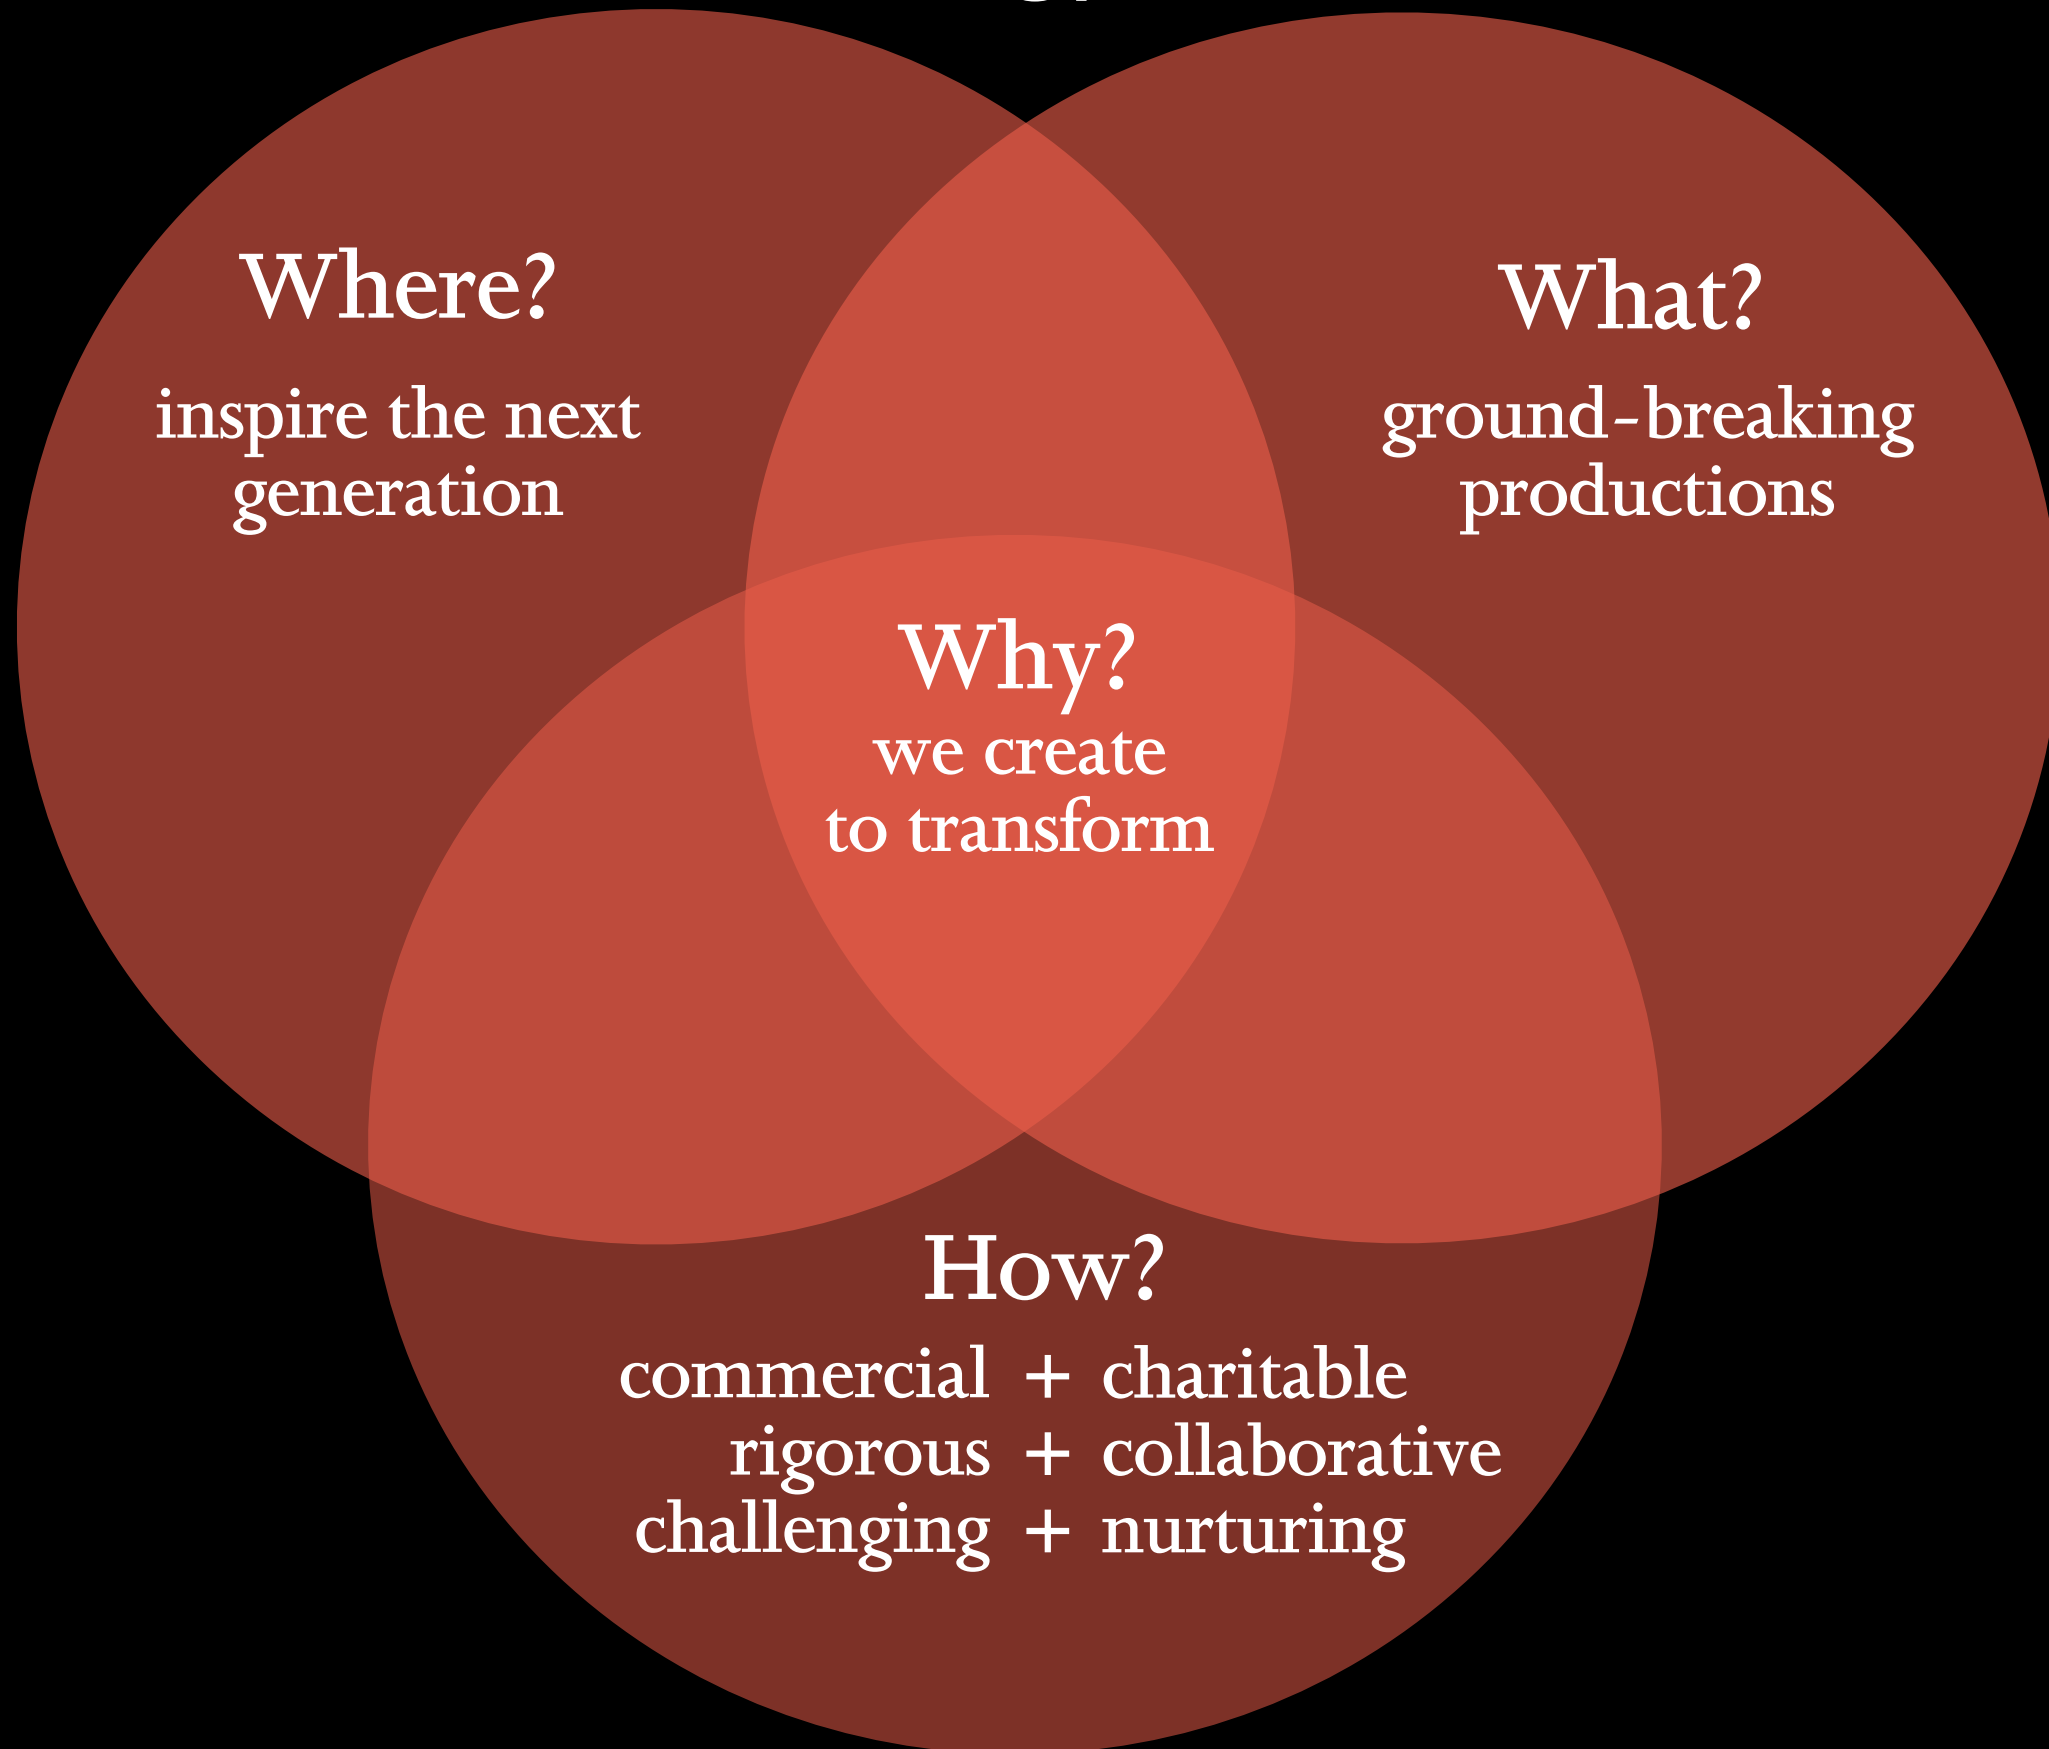 Where?
inspire the next
generation
What?
ground-breaking
productions
Why?
we create
to transform
How?
commercial + charitable
rigorous + collaborative
challenging + nurturing